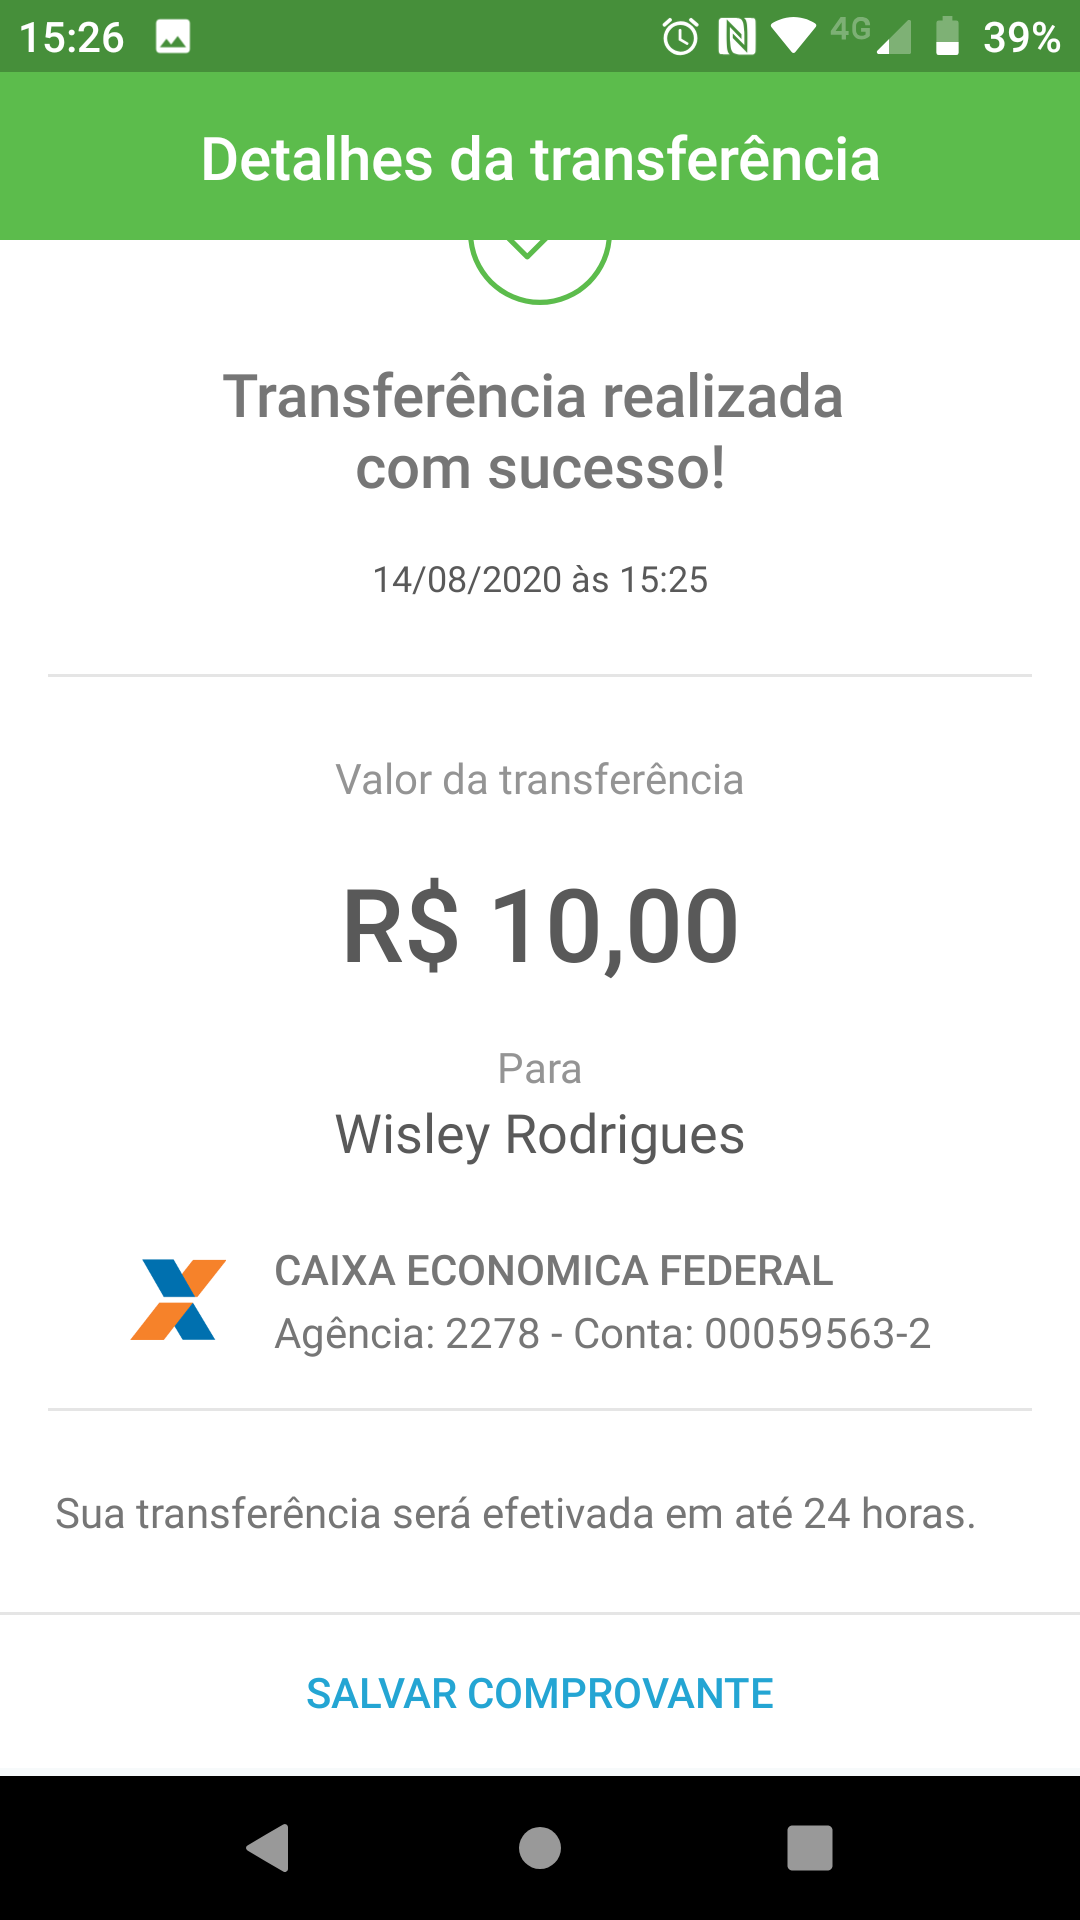 15:26
4G
39%
Detalhes da transferência
Transferência realizada
com sucesso!
14/08/2020 às 15:25
Valor da transferência
R$ 10,00
Para
Wisley Rodrigues
CAIXA ECONOMICA FEDERAL
Agência: 2278 - Conta: 00059563-2
Sua transferência será efetivada em até 24 horas.
SALVAR COMPROVANTE